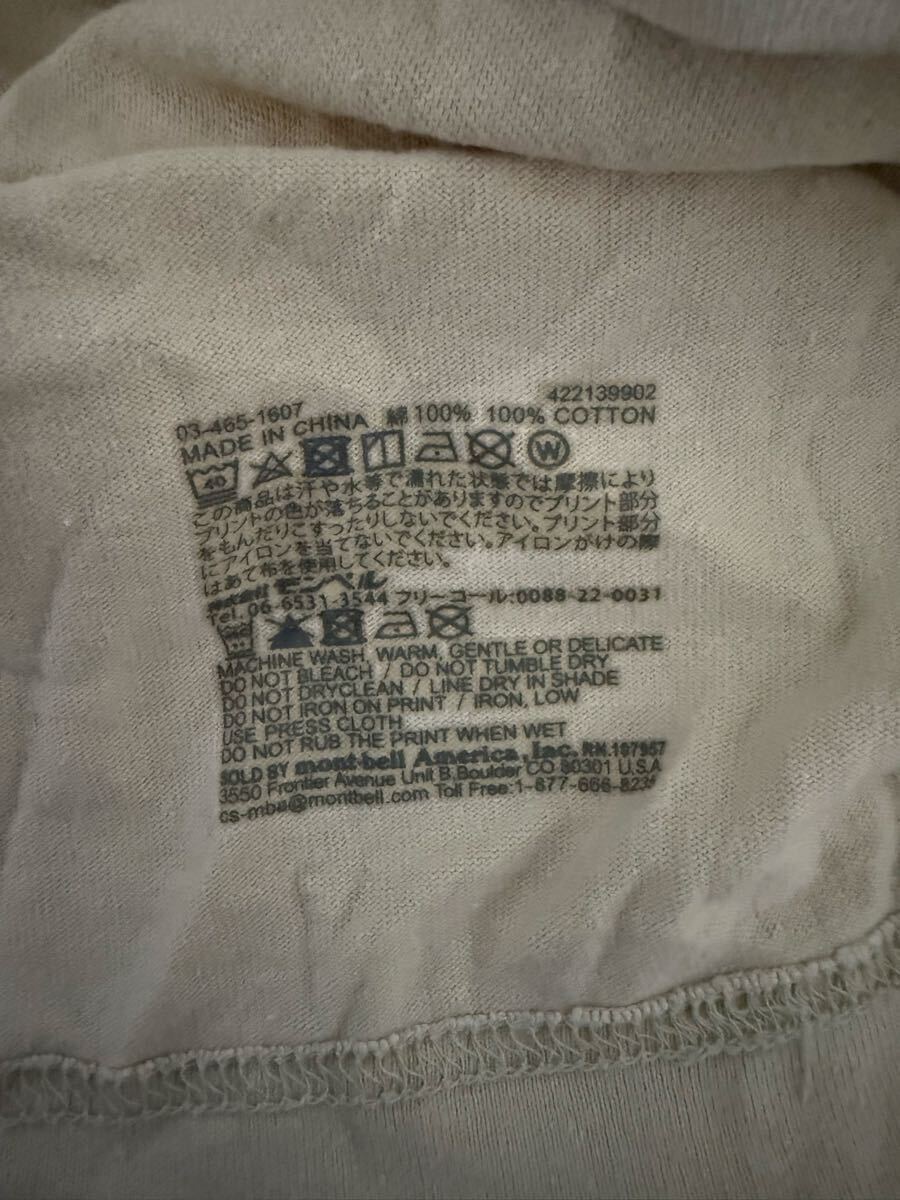 422139902
03-465-1607
MADE IN CHINA 綿 100% 100% COTTON
40 W
この商品は汗や水等で濡れた状態では摩擦により
プリントの色が落ちることがありますのでプリント部分
をもんだりこすったりしないでください。プリント部分
にアイロンを当てないでください。アイロンがけの際
はあて布を使用してください。
株式会社 モンベル
Tel. 06 6531-3544 フリーコール:0088-22-0031
MACHINE WASH, WARM, GENTLE OR DELICATE
DO NOT BLEACH / DO NOT TUMBLE DRY
DO NOT DRYCLEAN / LINE DRY IN SHADE
DO NOT IRON ON PRINT / IRON, LOW
USE PRESS CLOTH
DO NOT RUB THE PRINT WHEN WET
SOLD BY mont-bell America, Inc. RN.107957
3550 Frontier Avenue Unit B, Boulder CO 80301 U.S.A
cs-mba@montbell.com Toll Free:1-877-666-8235